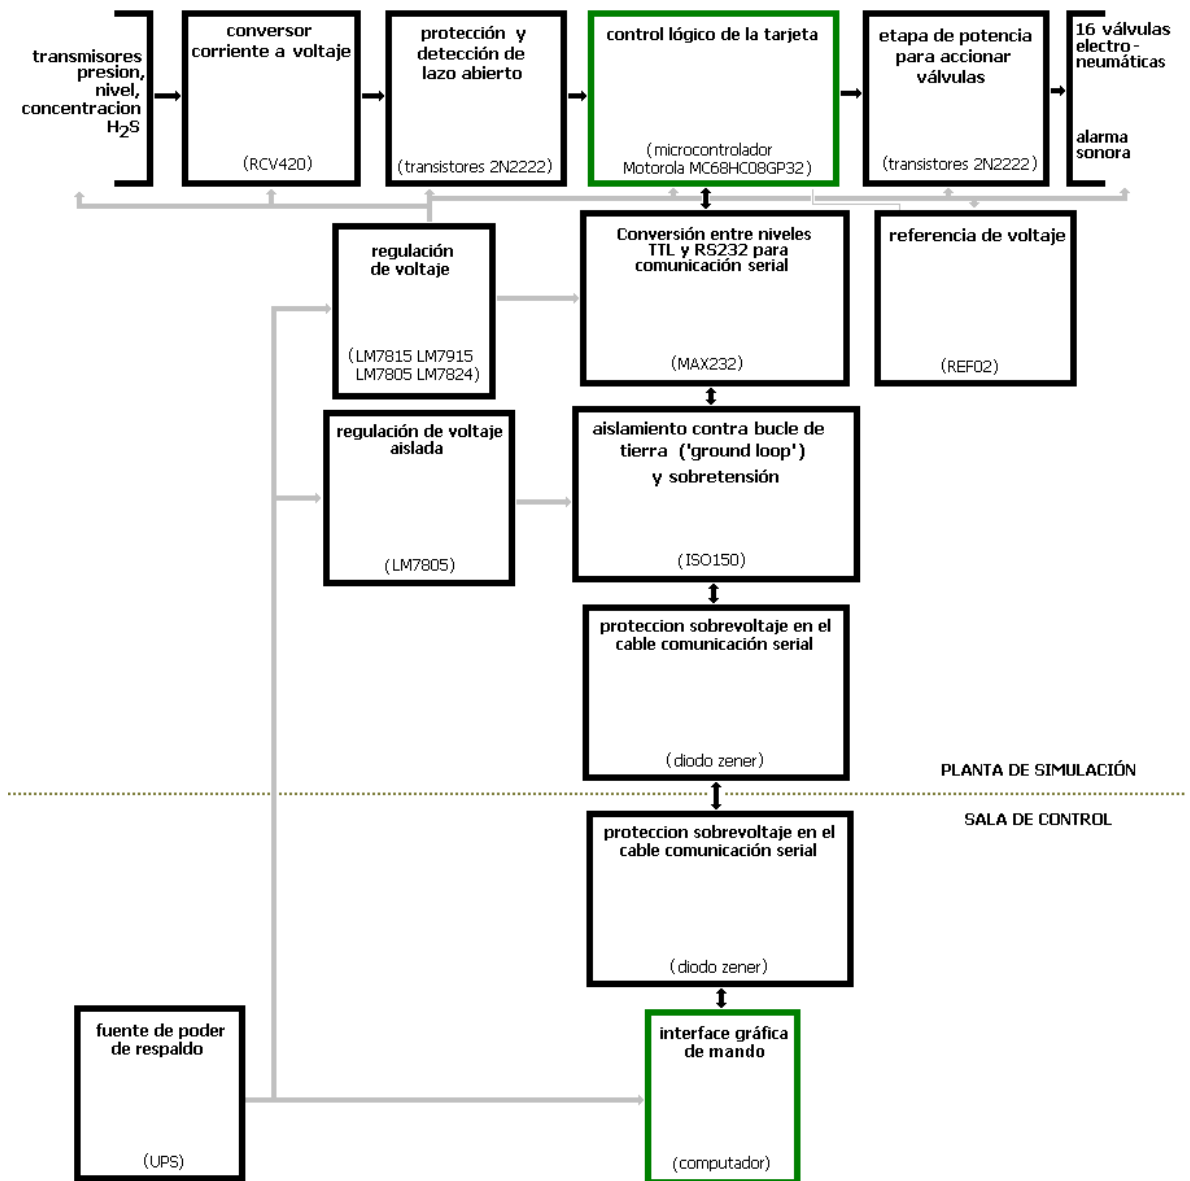 transmisores
presion,
nivel,
concentracion
H2S
conversor
corriente a voltaje
(RCV420)
protección y
detección de
lazo abierto
(transistores 2N2222)
control lógico de la tarjeta
(microcontrolador
Motorola MC68HC08GP32)
etapa de potencia
para accionar
válvulas
(transistores 2N2222)
16 válvulas
electro-
neumáticas
alarma
sonora
regulación
de voltaje
(LM7815 LM7915
LM7805 LM7824)
Conversión entre niveles
TTL y RS232 para
comunicación serial
(MAX232)
referencia de voltaje
(REF02)
regulación de voltaje
aislada
(LM7805)
aislamiento contra bucle de
tierra ('ground loop')
y sobretensión
(ISO150)
proteccion sobrevoltaje en el
cable comunicación serial
(diodo zener)
PLANTA DE SIMULACIÓN
SALA DE CONTROL
proteccion sobrevoltaje en el
cable comunicación serial
(diodo zener)
fuente de poder
de respaldo
(UPS)
interface gráfica
de mando
(computador)